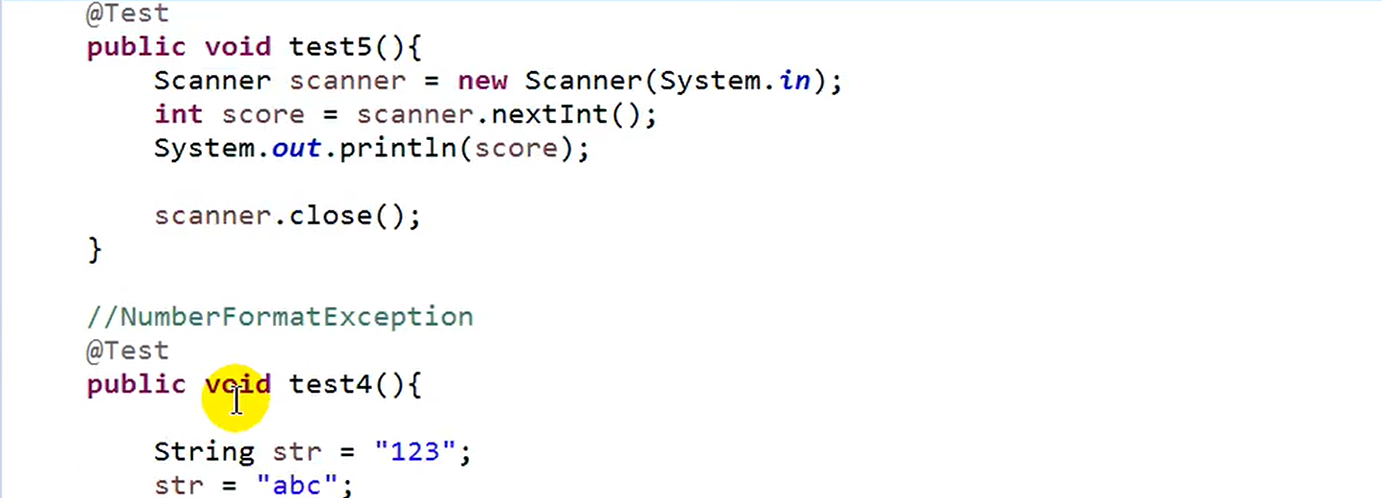 @Test
public void test5(){
Scanner scanner = new Scanner(System.in);
int score = scanner.nextInt();
System.out.println(score);
scanner.close();
}
//NumberFormatException
@Test
public void test4(){
String str = "123";
str = "abc";